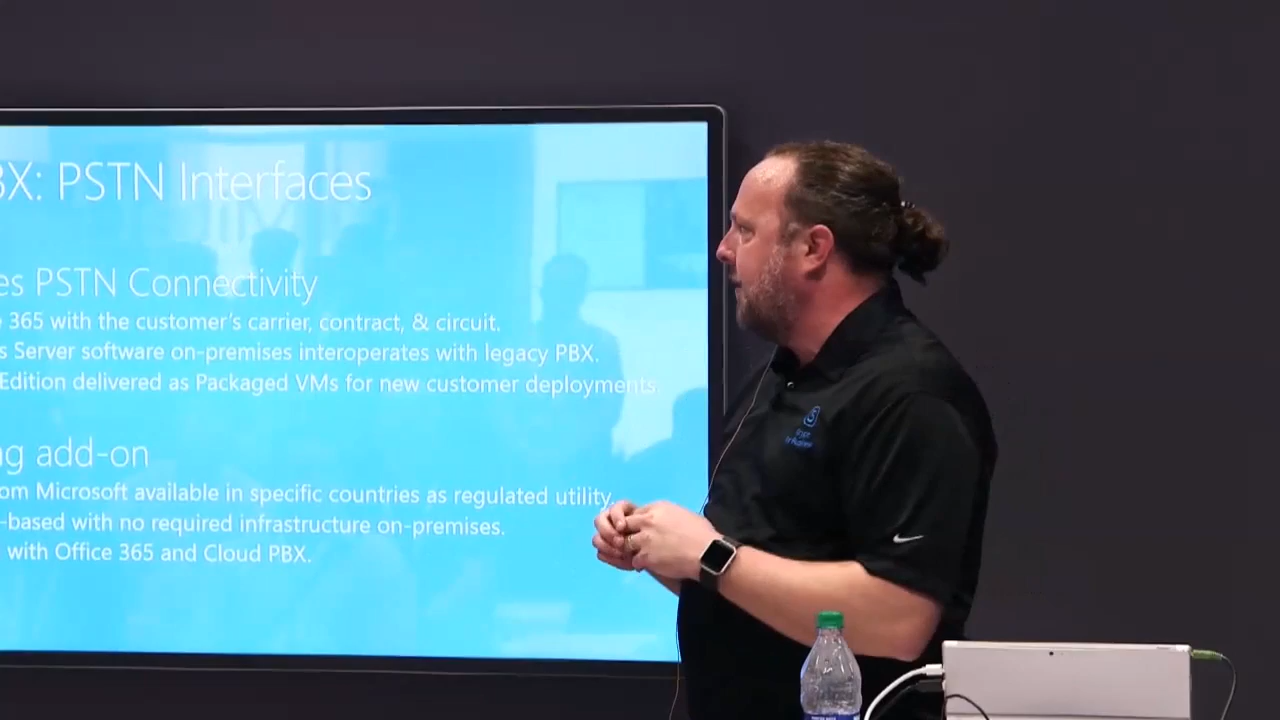 BX: PSTN Interfaces
es PSTN Connectivity
365 with the customer's carrier, contract, & circuit.
s Server software on-premises interoperates with legacy PBX.
Edition delivered as Packaged VMs for new customer deployments.
ng add-on
om Microsoft available in specific countries as regulated utility.
-based with no required infrastructure on-premises.
with Office 365 and Cloud PBX.